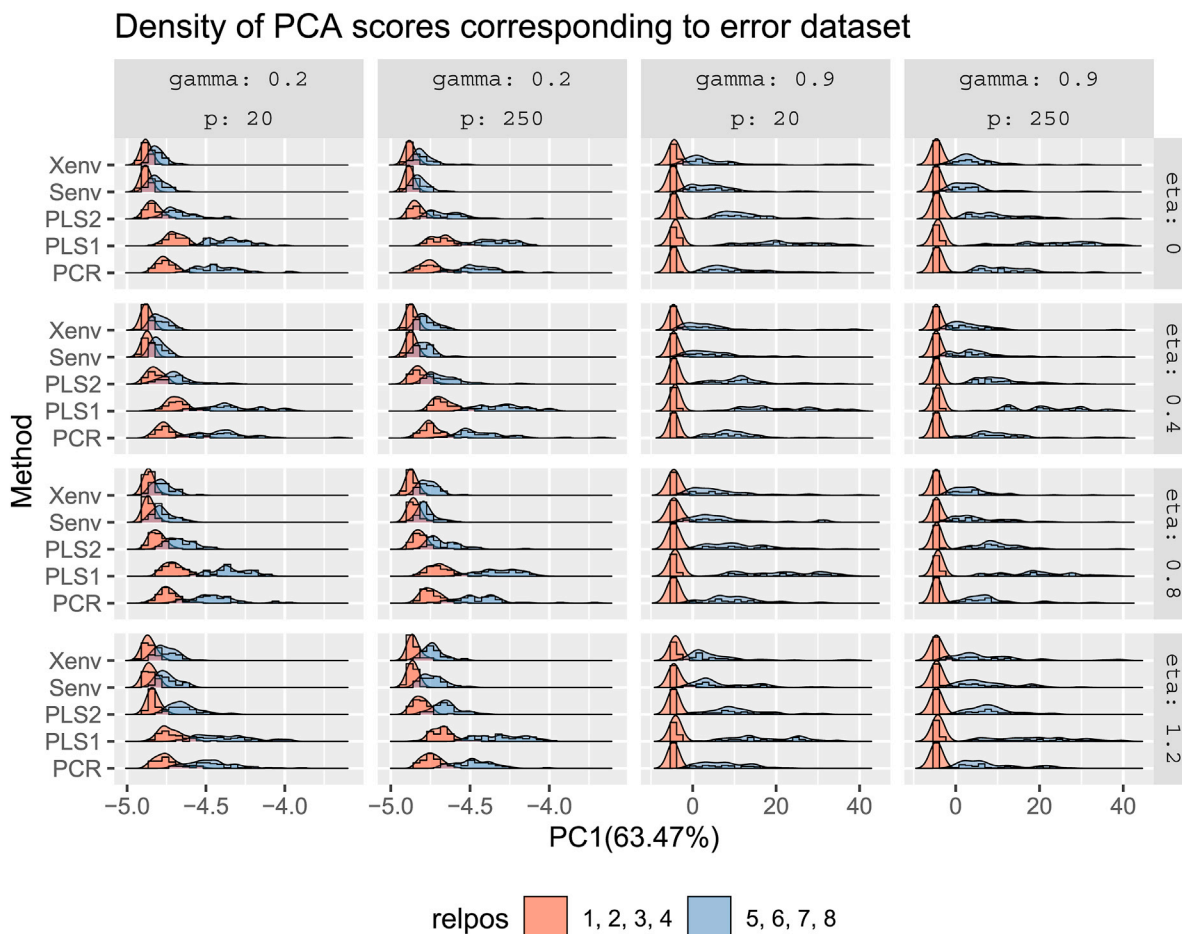 Density of PCA scores corresponding to error dataset
gamma: 0.2
gamma: 0.2
gamma: 0.9
gamma: 0.9
p: 20
p: 250
p: 20
p: 250
Xenv
Senv
PLS2
PLS1
PCR
eta: 0
Xenv
Senv
PLS2
PLS1
PCR
eta: 0.4
Xenv
Senv
PLS2
PLS1
PCR
eta: 0.8
Xenv
Senv
PLS2
PLS1
PCR
eta: 1.2
Method
−5.0 −4.5 −4.0
−5.0 −4.5 −4.0
0 20 40
0 20 40
PC1(63.47%)
relpos 1, 2, 3, 4 5, 6, 7, 8